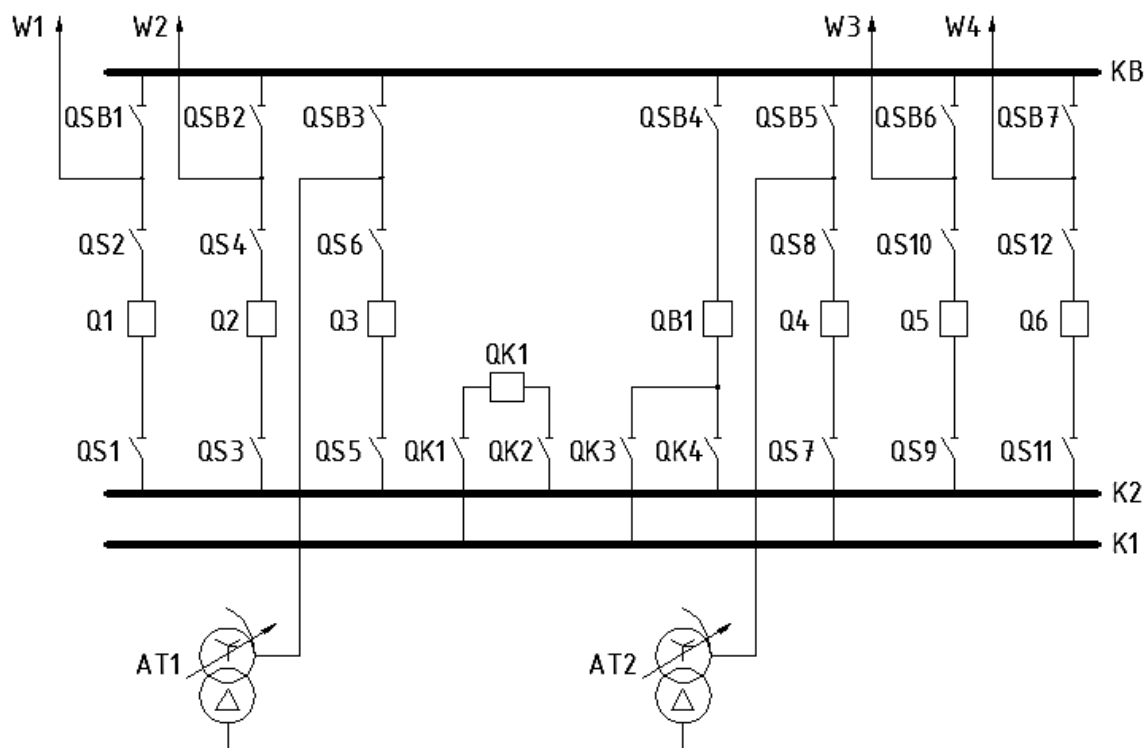 W1 W2 W3 W4
KB
QSB1 QSB2 QSB3 QSB4 QSB5 QSB6 QSB7
QS2 QS4 QS6 QS8 QS10 QS12
Q1 Q2 Q3 QB1 Q4 Q5 Q6
QK1
QS1 QS3 QS5 QK1 QK2 QK3 QK4 QS7 QS9 QS11
K2
K1
AT1 AT2